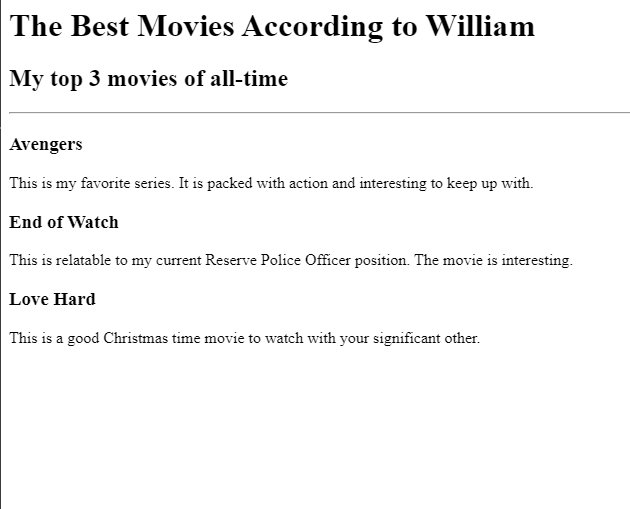 The Best Movies According to William
My top 3 movies of all-time
Avengers
This is my favorite series. It is packed with action and interesting to keep up with.
End of Watch
This is relatable to my current Reserve Police Officer position. The movie is interesting.
Love Hard
This is a good Christmas time movie to watch with your significant other.